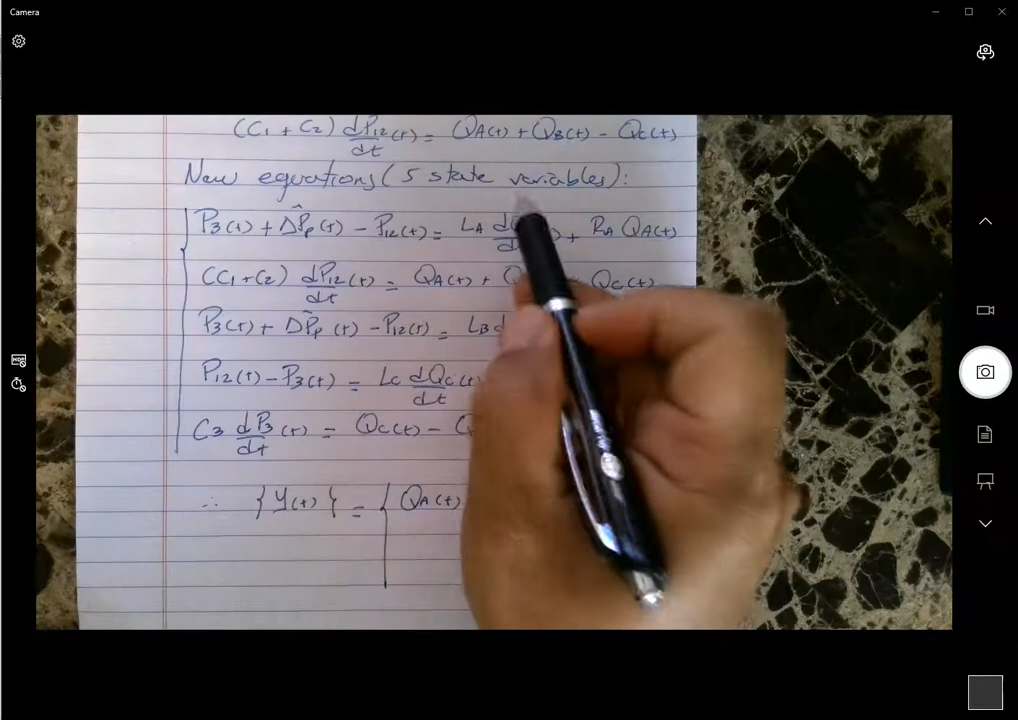 Camera
(C1 + C2) dP12(t)/dt = QA(t) + QB(t) - QC(t)
New equations (5 state variables):
P3(t) + ΔP̂p(t) - P12(t) = LA d /d + RA QA(t)
(C1+C2) dP12(t)/dt = QA(t) + Q QC(t)
P3(t) + ΔP̂p(t) - P12(t) = LB d
P12(t) - P3(t) = LC dQC(t)/dt
C3 dP3(t)/dt = QC(t) -
∴ {Y(t)} = { QA(t)